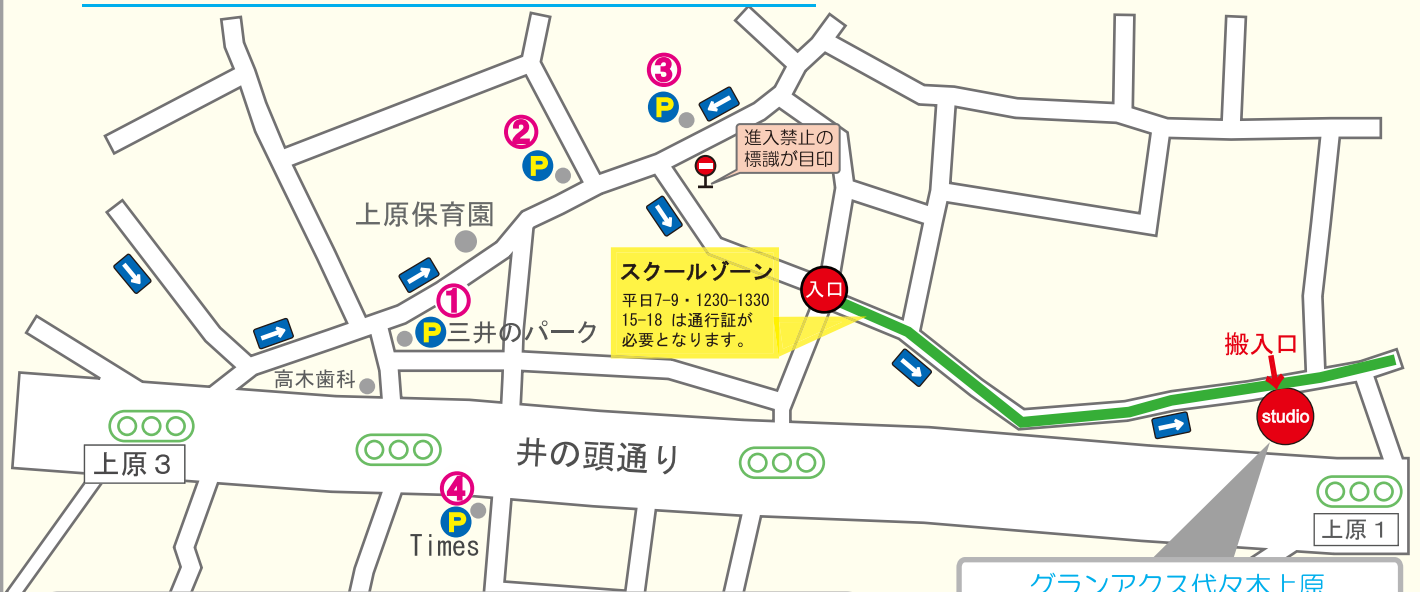 ③
P
②
P
進入禁止の
標識が目印
上原保育園
スクールゾーン
平日7-9・1230-1330
15-18 は通行証が
必要となります。
入口
①
P 三井のパーク
搬入口
高木歯科
studio
井の頭通り
上原3
④
P
Times
上原1
グランアクス代々木上原